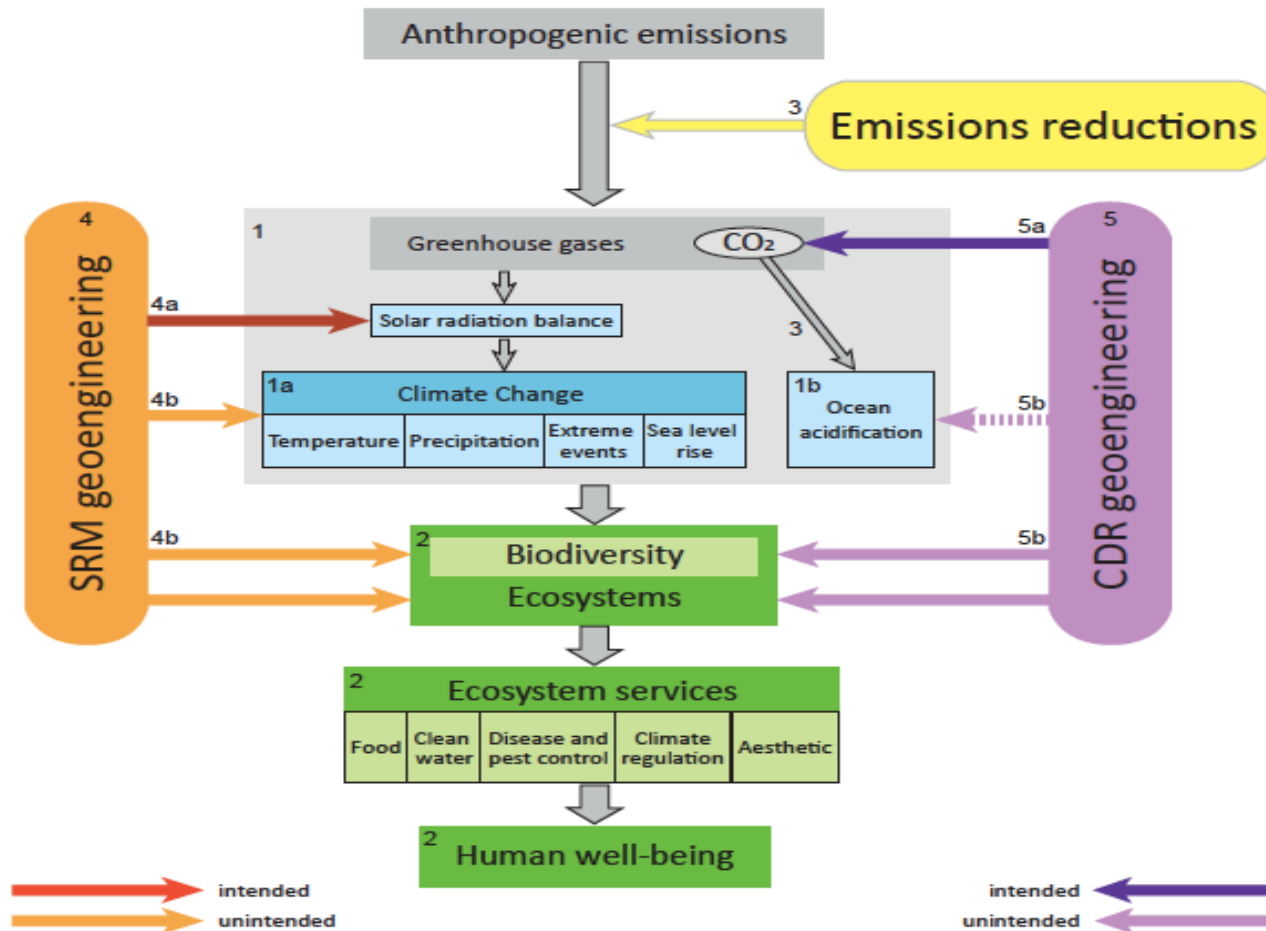 Anthropogenic emissions
3
Emissions reductions
4
SRM geoengineering
1
Greenhouse gases
CO₂
5a
5
CDR geoengineering
4a
Solar radiation balance
3
1a
Climate Change
4b
Temperature
Precipitation
Extreme
events
Sea level
rise
1b
Ocean
acidification
5b
4b
2
Biodiversity
Ecosystems
5b
2
Ecosystem services
Food
Clean
water
Disease and
pest control
Climate
regulation
Aesthetic
2
Human well-being
intended
unintended
intended
unintended